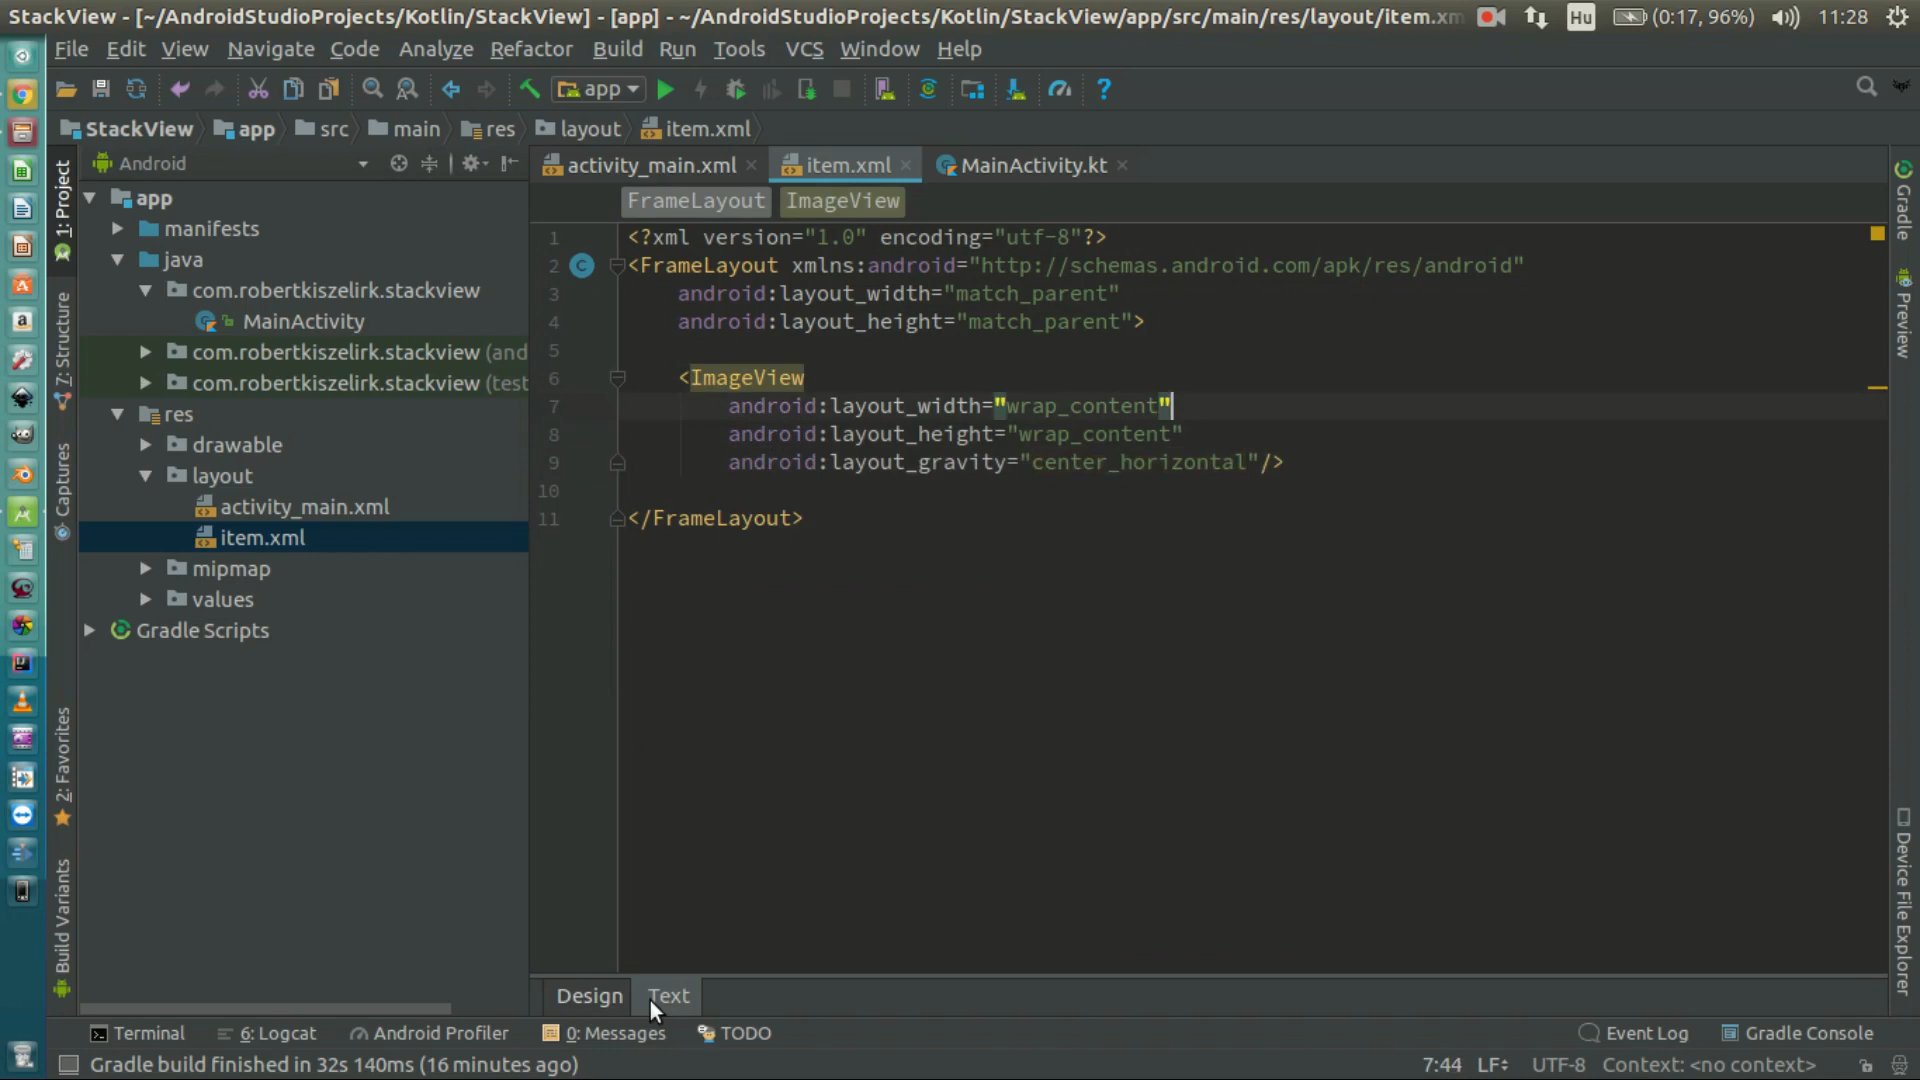 StackView - [~/AndroidStudioProjects/Kotlin/StackView] - [app] - ~/AndroidStudioProjects/Kotlin/StackView/app/src/main/res/layout/item.xm
Hu (0:17, 96%) 11:28
File Edit View Navigate Code Analyze Refactor Build Run Tools VCS Window Help
app
StackView app src main res layout item.xml
Android
activity_main.xml item.xml MainActivity.kt
FrameLayout ImageView
1: Project
7: Structure
Captures
2: Favorites
Build Variants
app
manifests
java
com.robertkiszelirk.stackview
MainActivity
com.robertkiszelirk.stackview (and
com.robertkiszelirk.stackview (test
res
drawable
layout
activity_main.xml
item.xml
mipmap
values
Gradle Scripts
1 <?xml version="1.0" encoding="utf-8"?>
2 <FrameLayout xmlns:android="http://schemas.android.com/apk/res/android"
3 android:layout_width="match_parent"
4 android:layout_height="match_parent">
5
6 <ImageView
7 android:layout_width="wrap_content"
8 android:layout_height="wrap_content"
9 android:layout_gravity="center_horizontal"/>
10
11 </FrameLayout>
Gradle
Preview
Device File Explorer
Design Text
Terminal 6: Logcat Android Profiler 0: Messages TODO Event Log Gradle Console
Gradle build finished in 32s 140ms (16 minutes ago) 7:44 LF UTF-8 Context: <no context>